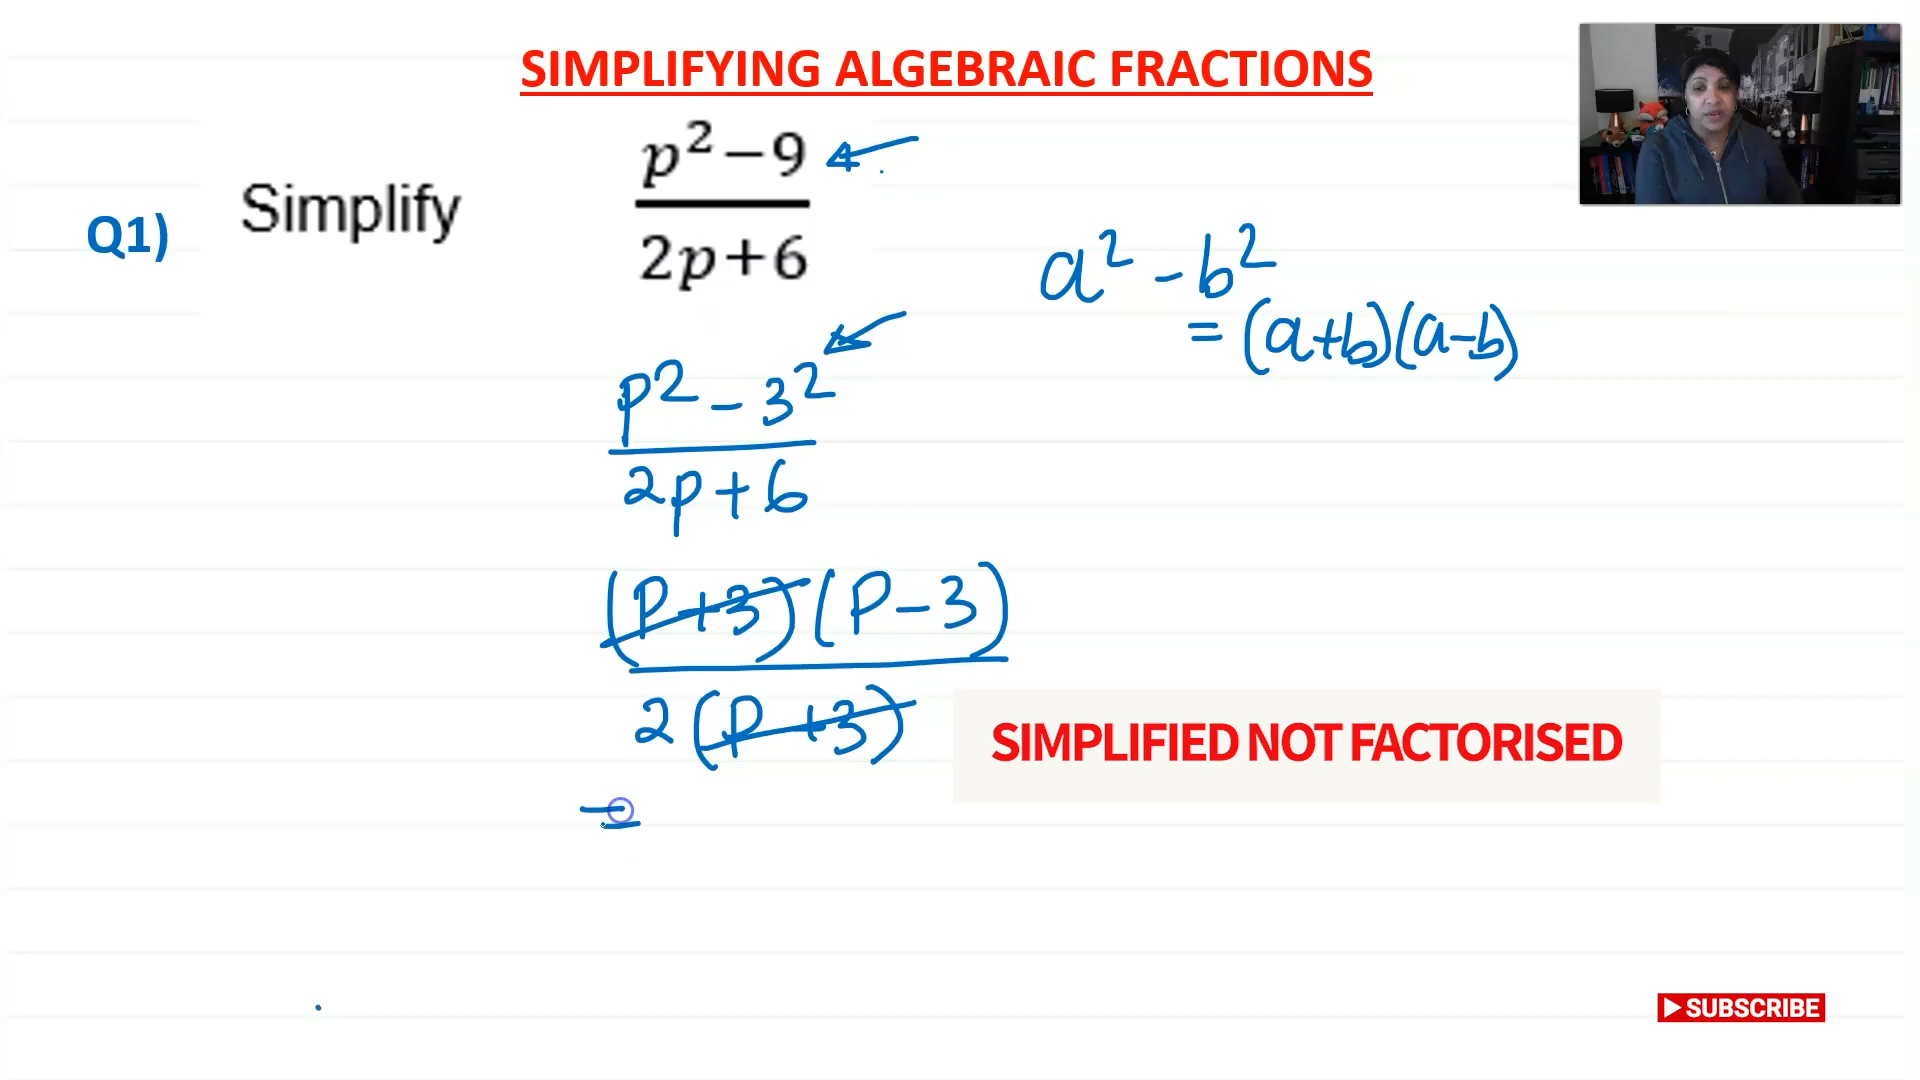 SIMPLIFYING ALGEBRAIC FRACTIONS
Q1) Simplify
p² − 9
2p + 6
a² − b²
= (a+b)(a−b)
p² − 3²
2p + 6
(p+3)(p−3)
2(p+3)
SIMPLIFIED NOT FACTORISED
=
SUBSCRIBE